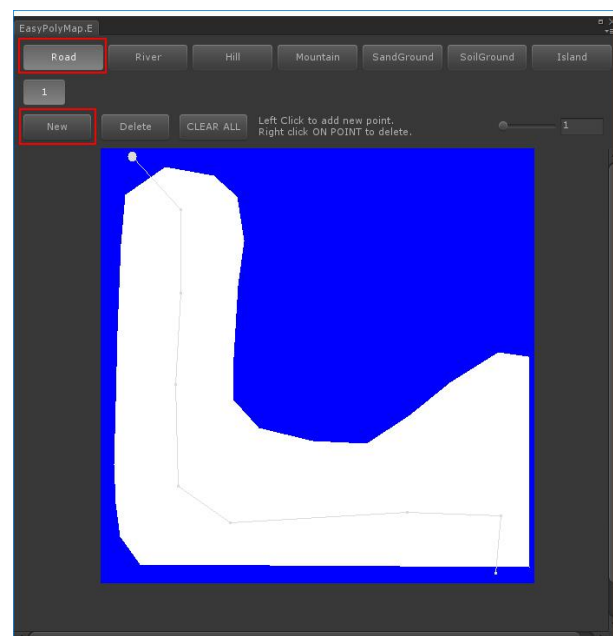 EasyPolyMap.E
Road River Hill Mountain SandGround SoilGround Island
1
New Delete CLEAR ALL Left Click to add new point.
Right click ON POINT to delete.
1